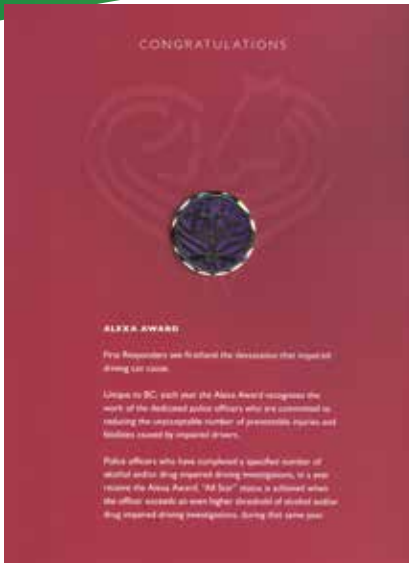 CONGRATULATIONS
ALEXA AWARD
First Responders see firsthand the devastation that impaired
driving can cause.
Unique to BC, each year the Alexa Award recognizes the
work of the dedicated police officers who are committed to
reducing the unacceptable number of preventable injuries and
fatalities caused by impaired drivers.
Police officers who have completed a specified number of
alcohol and/or drug impaired driving investigations, in a year
receive the Alexa Award. "All Star" status is achieved when
the officer exceeds an even higher threshold of alcohol and/or
drug impaired driving investigations, during that same year.